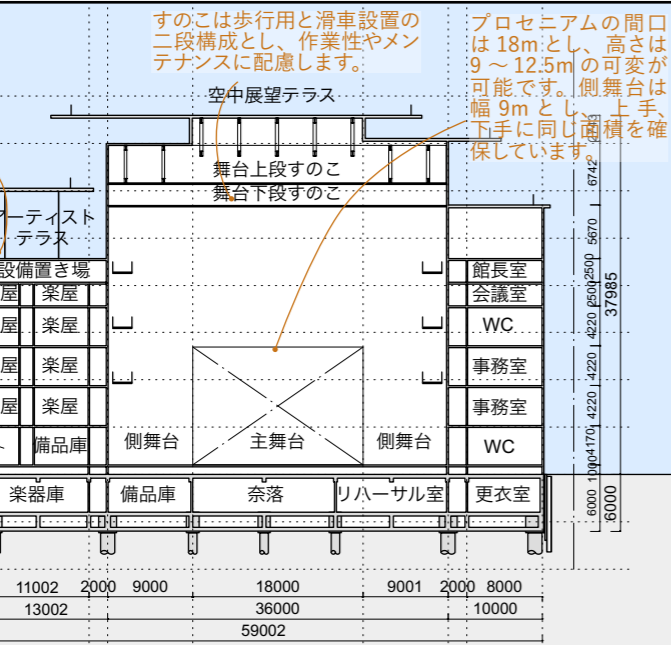 すのこは歩行用と滑車設置の
二段構成とし、作業性やメン
テナンスに配慮します。
プロセニアムの間口
は 18m とし、高さは
9 ～ 12.5m の可変が
可能です。側舞台は
幅 9m とし、上手、
下手に同じ面積を確
保しています。
空中展望テラス
舞台上段すのこ
舞台下段すのこ
アーティスト
テラス
設備置き場
館長室
屋 楽屋
会議室
屋 楽屋
WC
屋 楽屋
事務室
屋 楽屋
事務室
備品庫
側舞台
主舞台
側舞台
WC
楽器庫
備品庫
奈落
リハーサル室
更衣室
6742
5670
2500
2500
4220
4220
4220
4170
1000
6000
37985
6000
11002 2000 9000 18000 9001 2000 8000
13002 36000 10000
59002